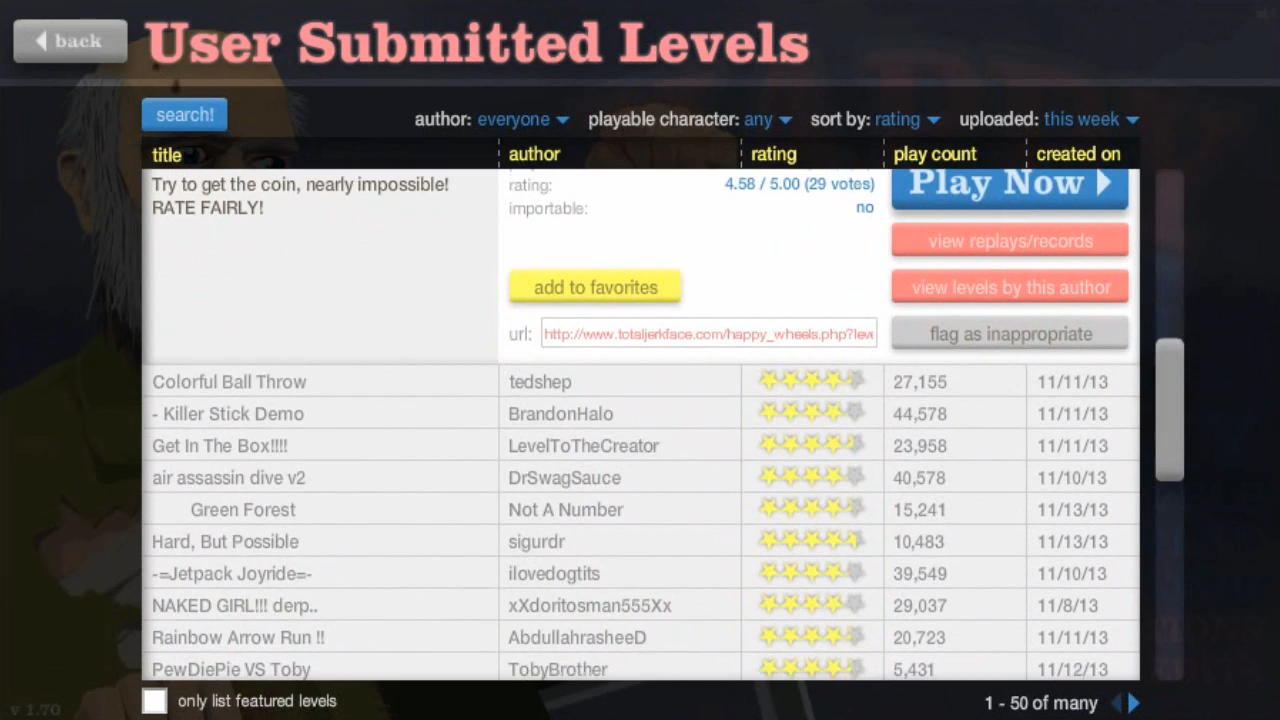 back
User Submitted Levels
search!
author: everyone playable character: any sort by: rating uploaded: this week
title author rating play count created on
Try to get the coin, nearly impossible!
RATE FAIRLY!
rating: 4.58 / 5.00 (29 votes)
importable: no
Play Now
view replays/records
add to favorites
view levels by this author
url: http://www.totaljerkface.com/happy_wheels.php?leve
flag as inappropriate
Colorful Ball Throw tedshep 27,155 11/11/13
- Killer Stick Demo BrandonHalo 44,578 11/11/13
Get In The Box!!!! LevelToTheCreator 23,958 11/11/13
air assassin dive v2 DrSwagSauce 40,578 11/10/13
Green Forest Not A Number 15,241 11/13/13
Hard, But Possible sigurdr 10,483 11/13/13
-=Jetpack Joyride=- ilovedogtits 39,549 11/10/13
NAKED GIRL!!! derp.. xXdoritosman555Xx 29,037 11/8/13
Rainbow Arrow Run !! AbdullahrasheeD 20,723 11/11/13
PewDiePie VS Toby TobyBrother 5,431 11/12/13
only list featured levels
1 - 50 of many
v 1.70